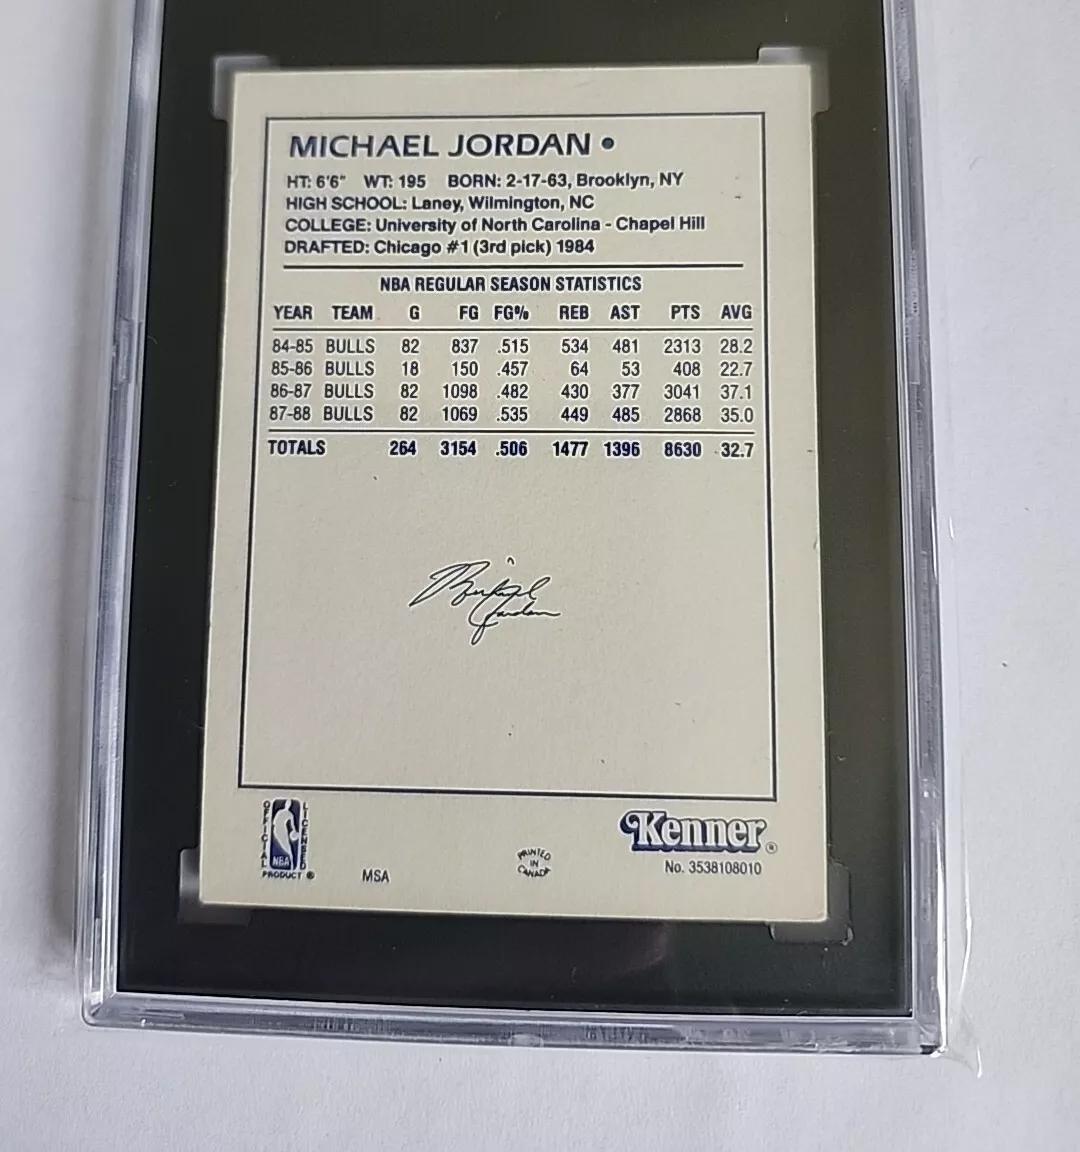 MICHAEL JORDAN •
HT: 6'6" WT: 195 BORN: 2-17-63, Brooklyn, NY
HIGH SCHOOL: Laney, Wilmington, NC
COLLEGE: University of North Carolina - Chapel Hill
DRAFTED: Chicago #1 (3rd pick) 1984
NBA REGULAR SEASON STATISTICS
YEAR TEAM G FG FG% REB AST PTS AVG
84-85 BULLS 82 837 .515 534 481 2313 28.2
85-86 BULLS 18 150 .457 64 53 408 22.7
86-87 BULLS 82 1098 .482 430 377 3041 37.1
87-88 BULLS 82 1069 .535 449 485 2868 35.0
TOTALS 264 3154 .506 1477 1396 8630 32.7
Michael
Jordan
OFFICIAL LICENSED
NBA
PRODUCT ®
MSA
PRINTED
IN
CANADA
Kenner®
No. 3538108010